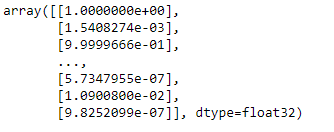 array([[1.0000000e+00],
[1.5408274e-03],
[9.9999666e-01],
...,
[5.7347955e-07],
[1.0900800e-02],
[9.8252099e-07]], dtype=float32)